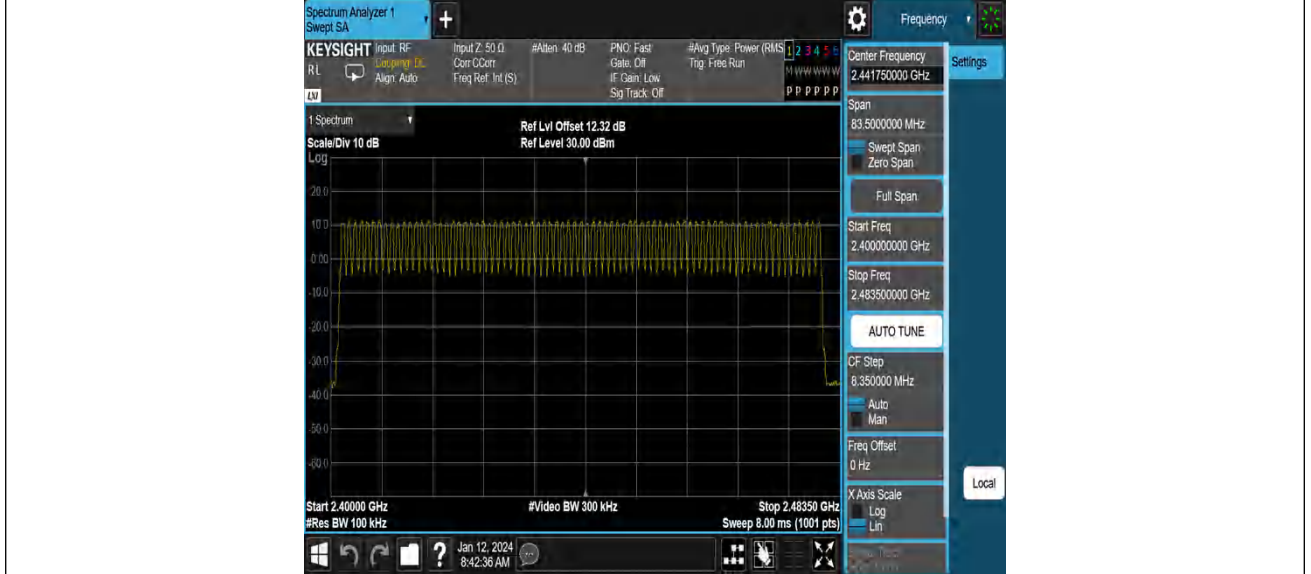 Spectrum Analyzer 1
Swept SA
+
Frequency
KEYSIGHT
RL
LXI
Input: RF
Coupling: DC
Align: Auto
Input Z: 50 Ω
Corr CCorr
Freq Ref: Int (S)
#Atten: 40 dB
PNO: Fast
Gate: Off
IF Gain: Low
Sig Track: Off
#Avg Type: Power (RMS
Trig: Free Run
1 2 3 4 5 6
M W W W W W
P P P P P P
Center Frequency
2.441750000 GHz
Settings
Span
83.5000000 MHz
Swept Span
Zero Span
Full Span
Start Freq
2.400000000 GHz
Stop Freq
2.483500000 GHz
AUTO TUNE
CF Step
8.350000 MHz
Auto
Man
Freq Offset
0 Hz
X Axis Scale
Log
Lin
Local
1 Spectrum
Scale/Div 10 dB
Log
Ref Lvl Offset 12.32 dB
Ref Level 30.00 dBm
20.0
10.0
0.00
-10.0
-20.0
-30.0
-40.0
-50.0
-60.0
Start 2.40000 GHz
#Res BW 100 kHz
#Video BW 300 kHz
Stop 2.48350 GHz
Sweep 8.00 ms (1001 pts)
?
Jan 12, 2024
8:42:36 AM